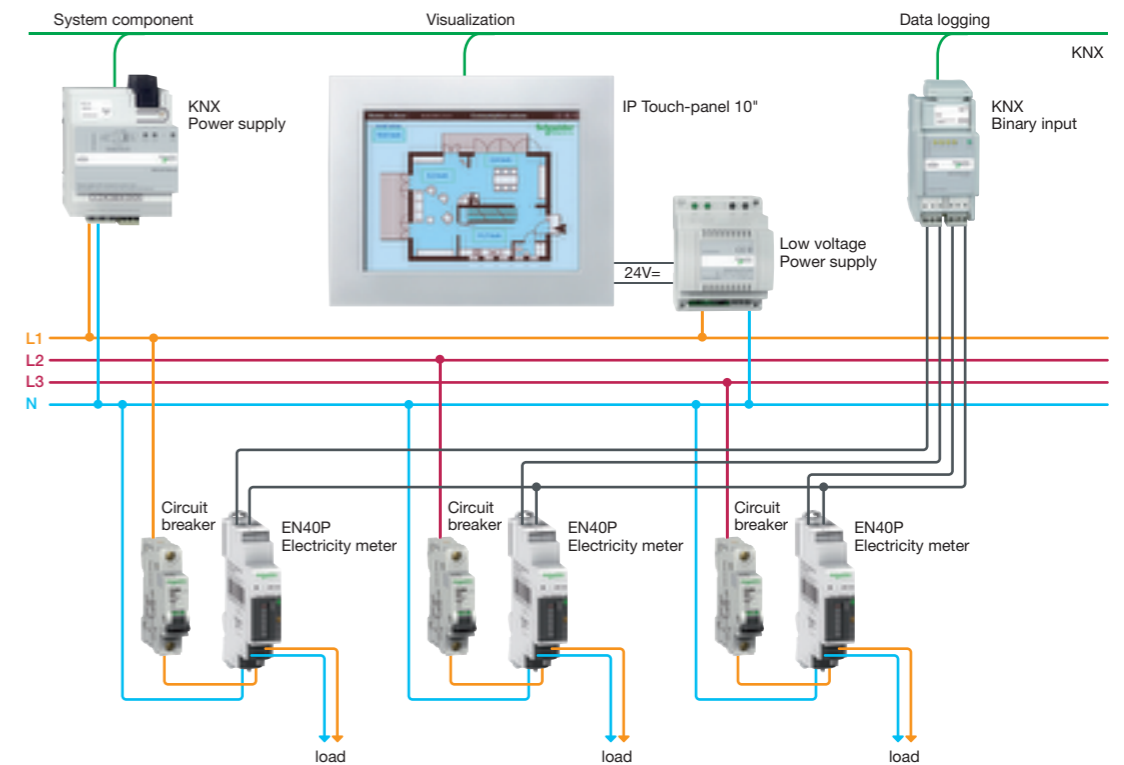 System component
Visualization
Data logging
KNX
KNX
Power supply
IP Touch-panel 10"
KNX
Binary input
Schneider
Low voltage
Power supply
24V=
L1
L2
L3
N
Circuit
breaker
EN40P
Electricity meter
Circuit
breaker
EN40P
Electricity meter
Circuit
breaker
EN40P
Electricity meter
load
load
load